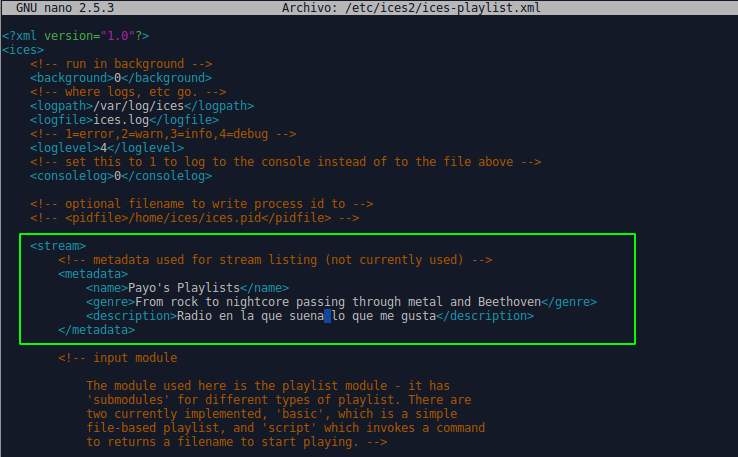 GNU nano 2.5.3 Archivo: /etc/ices2/ices-playlist.xml
<?xml version="1.0"?>
<ices>
<!-- run in background -->
<background>0</background>
<!-- where logs, etc go. -->
<logpath>/var/log/ices</logpath>
<logfile>ices.log</logfile>
<!-- 1=error,2=warn,3=info,4=debug -->
<loglevel>4</loglevel>
<!-- set this to 1 to log to the console instead of to the file above -->
<consolelog>0</consolelog>
<!-- optional filename to write process id to -->
<!-- <pidfile>/home/ices/ices.pid</pidfile> -->
<stream>
<!-- metadata used for stream listing (not currently used) -->
<metadata>
<name>Payo's Playlists</name>
<genre>From rock to nightcore passing through metal and Beethoven</genre>
<description>Radio en la que suena lo que me gusta</description>
</metadata>
<!-- input module
The module used here is the playlist module - it has
'submodules' for different types of playlist. There are
two currently implemented, 'basic', which is a simple
file-based playlist, and 'script' which invokes a command
to returns a filename to start playing. -->